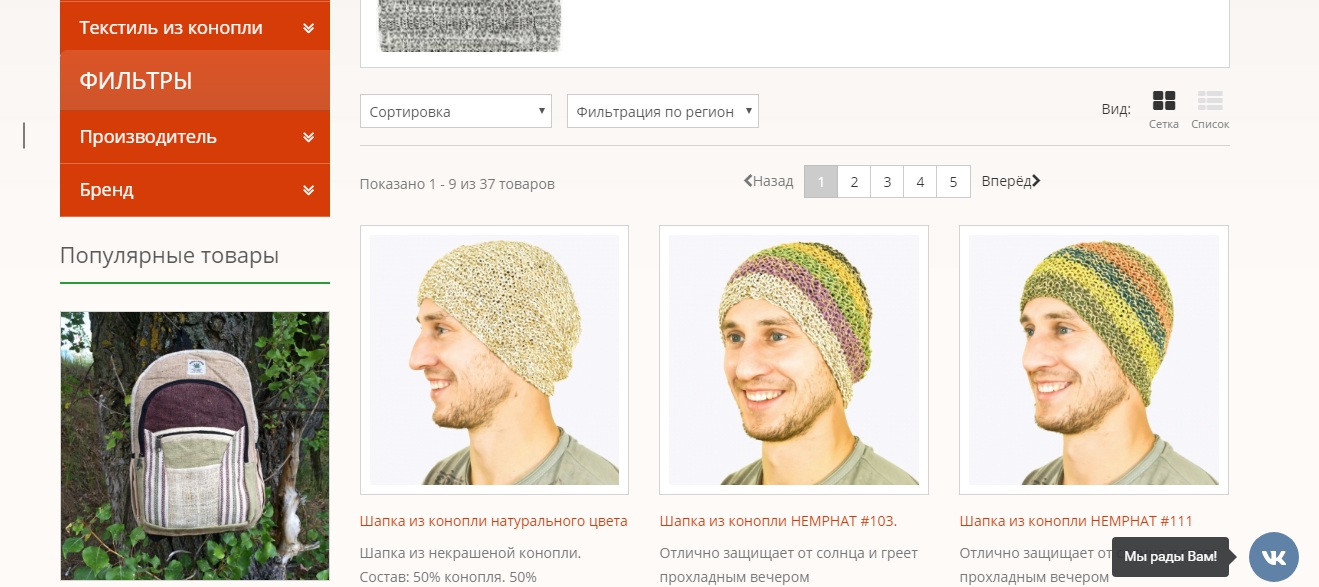 Текстиль из конопли
ФИЛЬТРЫ
Производитель
Бренд
Популярные товары
Сортировка
Фильтрация по регион
Вид:
Сетка
Список
Показано 1 - 9 из 37 товаров
Назад 1 2 3 4 5 Вперёд
Шапка из конопли натурального цвета
Шапка из некрашеной конопли.
Состав: 50% конопля. 50%
Шапка из конопли HEMPHAT #103.
Отлично защищает от солнца и греет
прохладным вечером
Шапка из конопли HEMPHAT #111
Отлично защищает от с
прохладным вечером
Мы рады Вам!